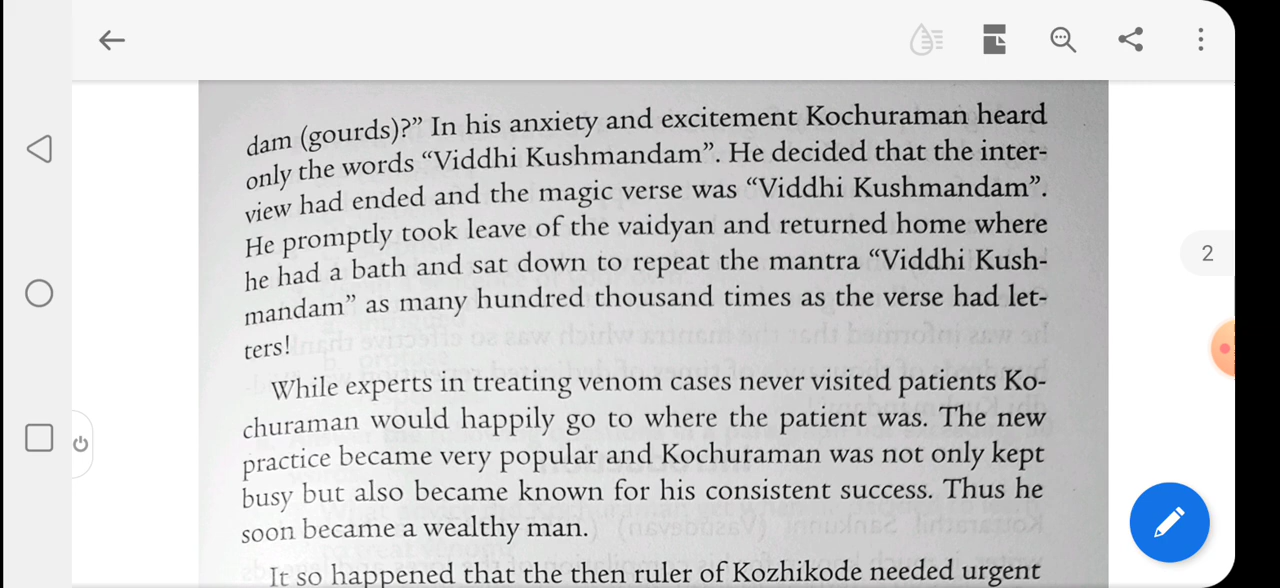 2
dam (gourds)?” In his anxiety and excitement Kochuraman heard
only the words “Viddhi Kushmandam”. He decided that the inter-
view had ended and the magic verse was “Viddhi Kushmandam”.
He promptly took leave of the vaidyan and returned home where
he had a bath and sat down to repeat the mantra “Viddhi Kush-
mandam” as many hundred thousand times as the verse had let-
ters!
While experts in treating venom cases never visited patients Ko-
churaman would happily go to where the patient was. The new
practice became very popular and Kochuraman was not only kept
busy but also became known for his consistent success. Thus he
soon became a wealthy man.
It so happened that the then ruler of Kozhikode needed urgent